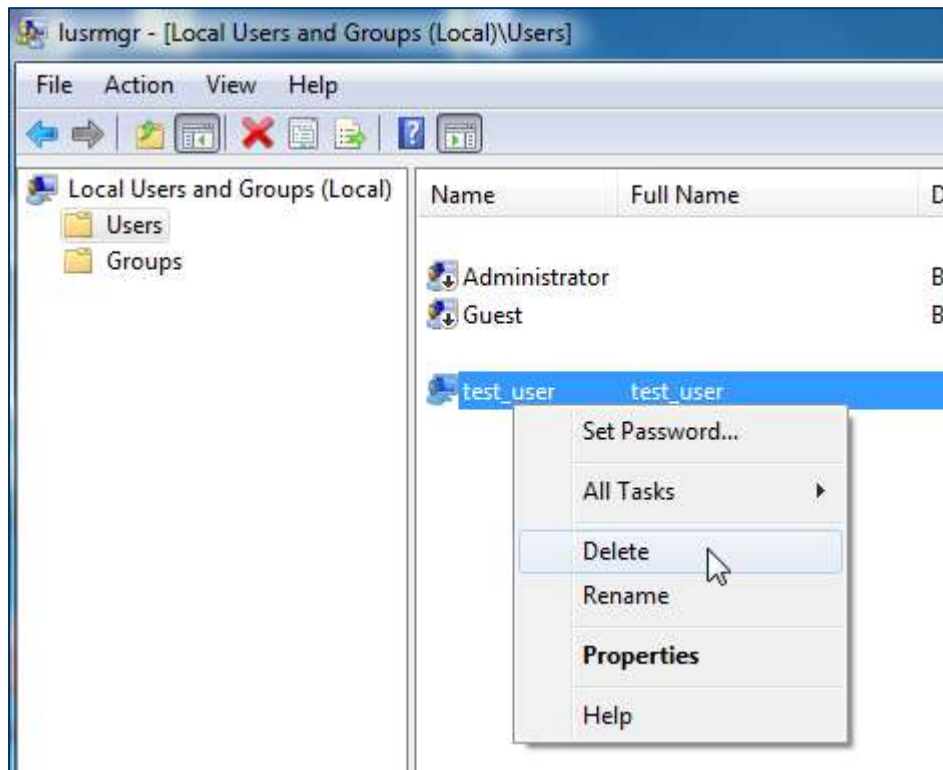 lusrmgr - [Local Users and Groups (Local)\Users]
File Action View Help
Local Users and Groups (Local)
Users
Groups
Name Full Name D
Administrator B
Guest B
test_user test_user
Set Password...
All Tasks
Delete
Rename
Properties
Help